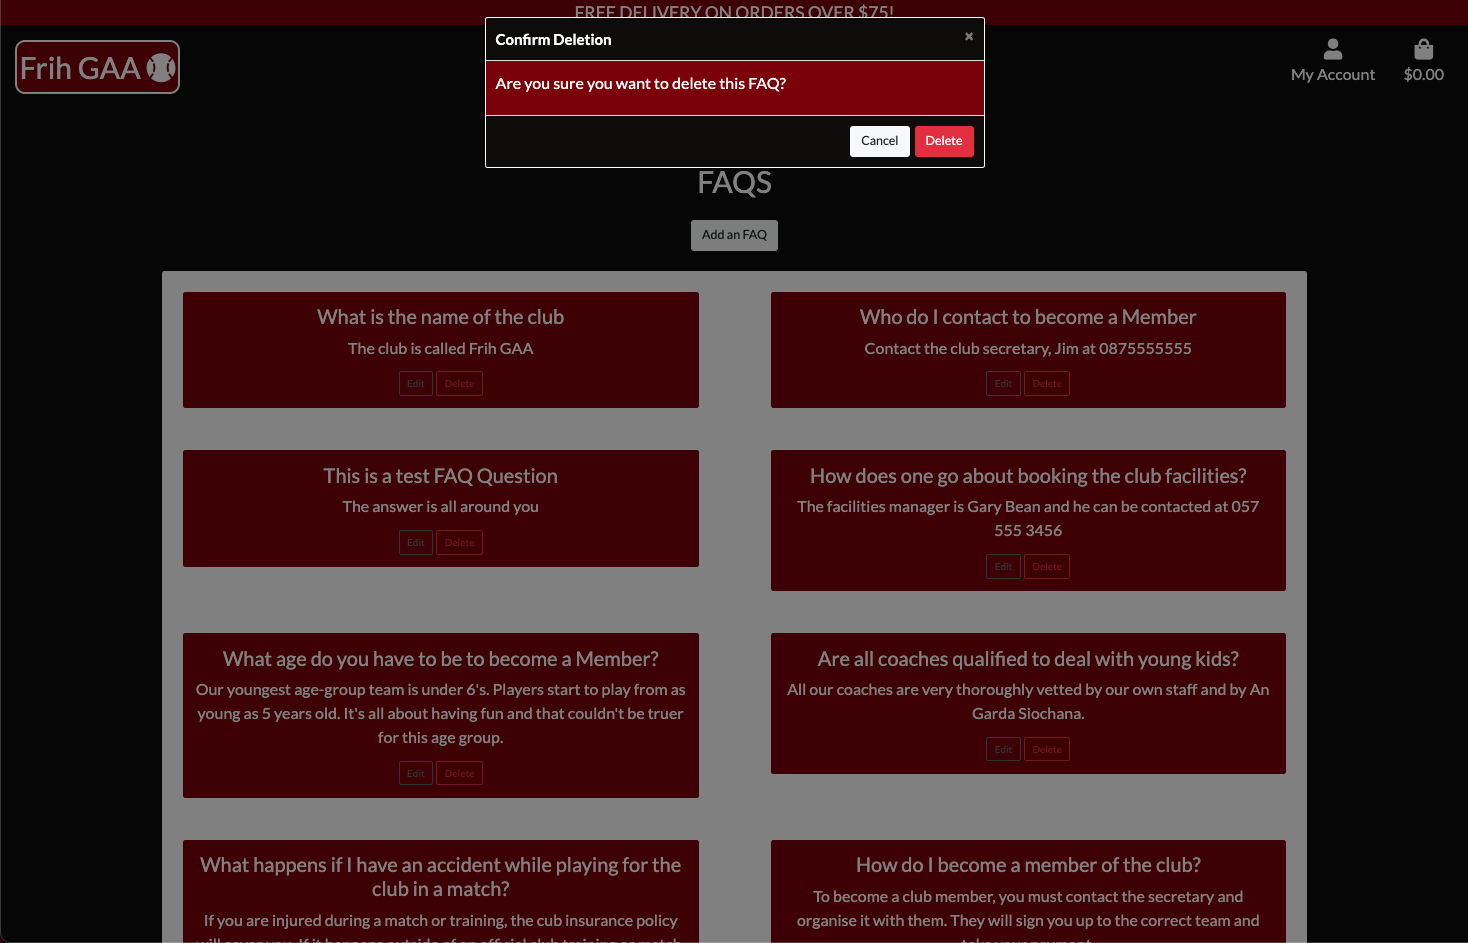 FREE DELIVERY ON ORDERS OVER $75!
Confirm Deletion
×
Frih GAA
My Account
$0.00
Are you sure you want to delete this FAQ?
Cancel Delete
FAQS
Add an FAQ
What is the name of the club
The club is called Frih GAA
Edit Delete
Who do I contact to become a Member
Contact the club secretary, Jim at 0875555555
Edit Delete
This is a test FAQ Question
The answer is all around you
Edit Delete
How does one go about booking the club facilities?
The facilities manager is Gary Bean and he can be contacted at 057
555 3456
Edit Delete
What age do you have to be to become a Member?
Our youngest age-group team is under 6's. Players start to play from as
young as 5 years old. It's all about having fun and that couldn't be truer
for this age group.
Edit Delete
Are all coaches qualified to deal with young kids?
All our coaches are very thoroughly vetted by our own staff and by An
Garda Siochana.
Edit Delete
What happens if I have an accident while playing for the
club in a match?
If you are injured during a match or training, the cub insurance policy
How do I become a member of the club?
To become a club member, you must contact the secretary and
organise it with them. They will sign you up to the correct team and